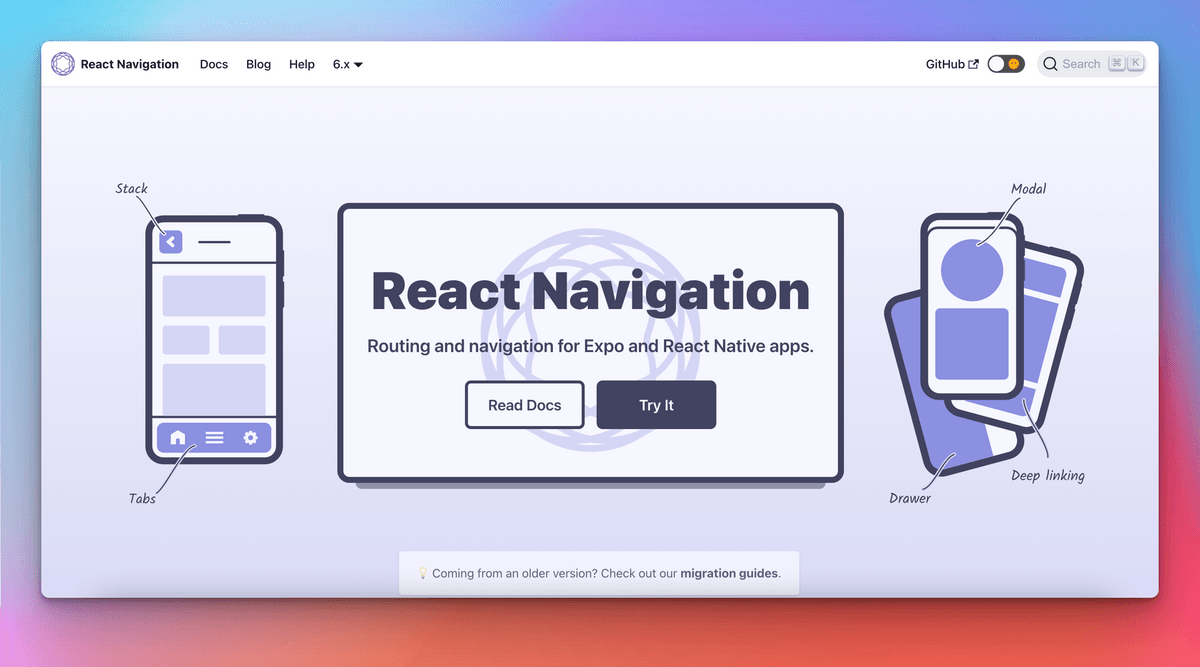 React Navigation Docs Blog Help 6.x GitHub Search ⌘ K
Stack
Modal
React Navigation
Routing and navigation for Expo and React Native apps.
Read Docs Try It
Tabs
Drawer
Deep linking
💡 Coming from an older version? Check out our migration guides.